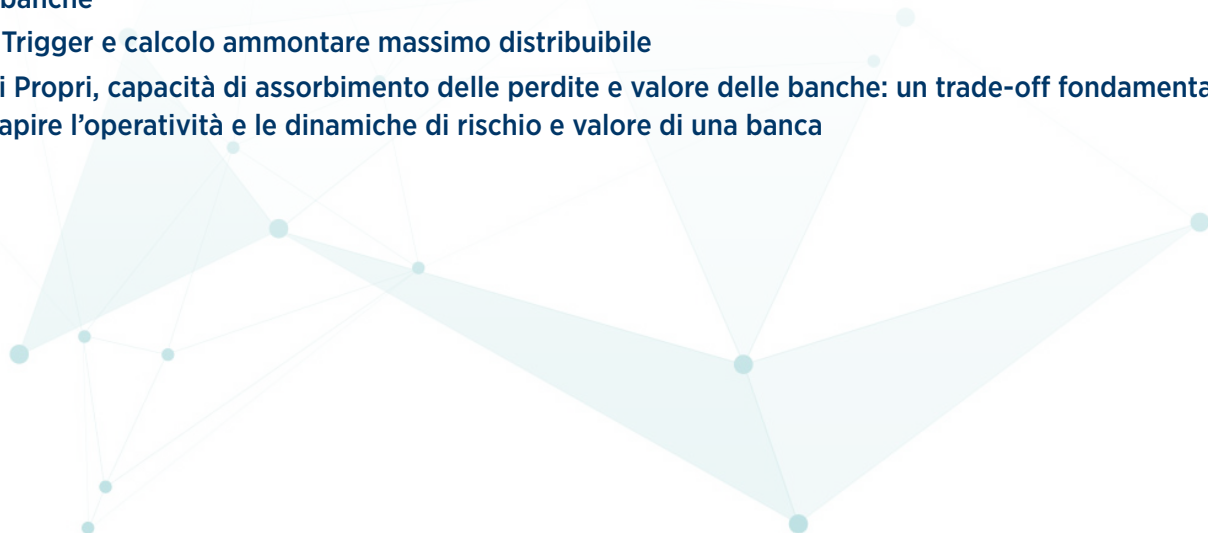 banche
Trigger e calcolo ammontare massimo distribuibile
i Propri, capacità di assorbimento delle perdite e valore delle banche: un trade-off fondamenta
apire l’operatività e le dinamiche di rischio e valore di una banca